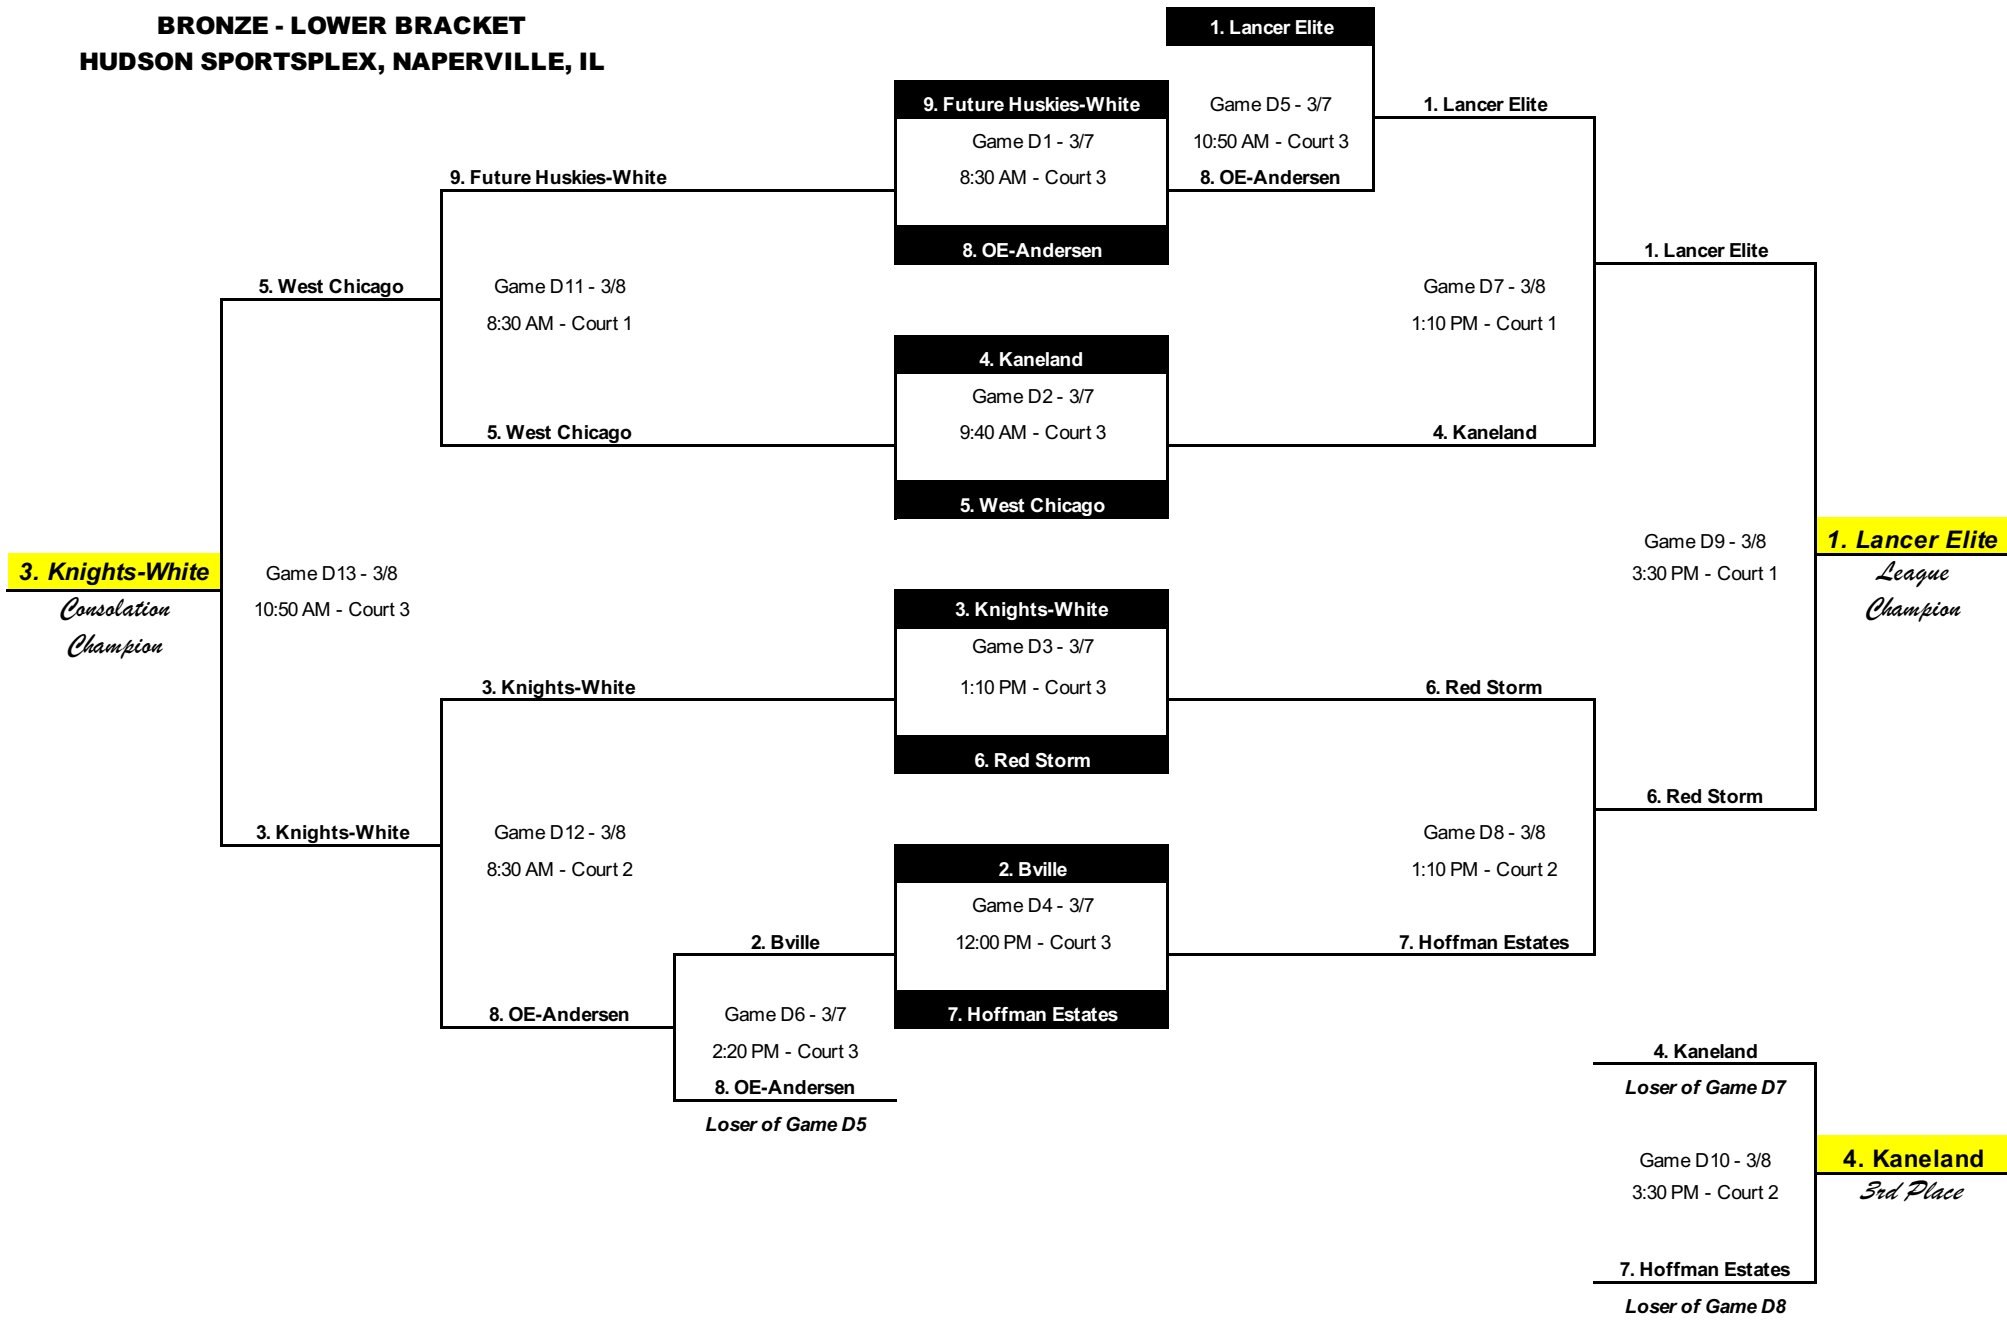 BRONZE - LOWER BRACKET
HUDSON SPORTSPLEX, NAPERVILLE, IL
1. Lancer Elite
9. Future Huskies-White
Game D5 - 3/7
1. Lancer Elite
Game D1 - 3/7
10:50 AM - Court 3
9. Future Huskies-White
8:30 AM - Court 3
8. OE-Andersen
8. OE-Andersen
1. Lancer Elite
5. West Chicago
Game D11 - 3/8
Game D7 - 3/8
8:30 AM - Court 1
1:10 PM - Court 1
4. Kaneland
Game D2 - 3/7
5. West Chicago
9:40 AM - Court 3
4. Kaneland
5. West Chicago
Game D9 - 3/8
1. Lancer Elite
3. Knights-White
Game D13 - 3/8
3:30 PM - Court 1
League
Consolation
10:50 AM - Court 3
3. Knights-White
Champion
Champion
Game D3 - 3/7
3. Knights-White
1:10 PM - Court 3
6. Red Storm
6. Red Storm
6. Red Storm
3. Knights-White
Game D12 - 3/8
Game D8 - 3/8
8:30 AM - Court 2
2. Bville
1:10 PM - Court 2
Game D4 - 3/7
2. Bville
12:00 PM - Court 3
7. Hoffman Estates
8. OE-Andersen
Game D6 - 3/7
7. Hoffman Estates
2:20 PM - Court 3
4. Kaneland
8. OE-Andersen
Loser of Game D7
Loser of Game D5
Game D10 - 3/8
4. Kaneland
3:30 PM - Court 2
3rd Place
7. Hoffman Estates
Loser of Game D8